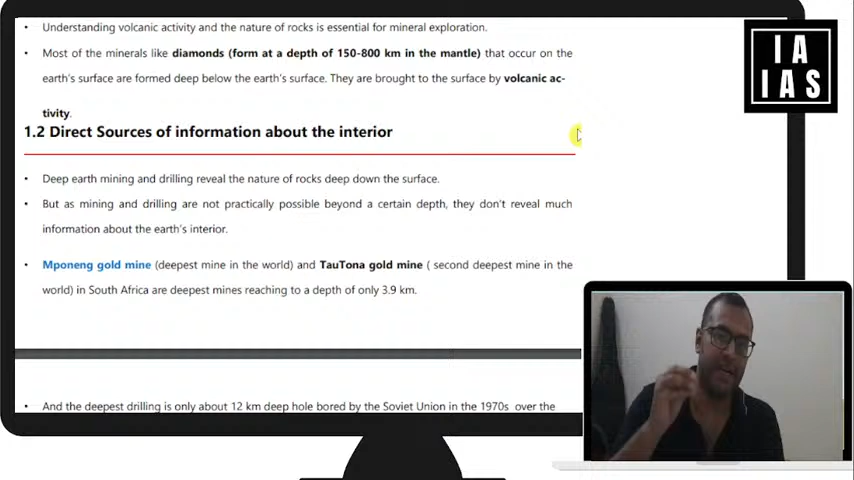 Understanding volcanic activity and the nature of rocks is essential for mineral exploration.
Most of the minerals like diamonds (form at a depth of 150-800 km in the mantle) that occur on the
earth's surface are formed deep below the earth's surface. They are brought to the surface by volcanic ac-
tivity.
1.2 Direct Sources of information about the interior
Deep earth mining and drilling reveal the nature of rocks deep down the surface.
But as mining and drilling are not practically possible beyond a certain depth, they don't reveal much
information about the earth's interior.
Mponeng gold mine (deepest mine in the world) and TauTona gold mine ( second deepest mine in the
world) in South Africa are deepest mines reaching to a depth of only 3.9 km.
And the deepest drilling is only about 12 km deep hole bored by the Soviet Union in the 1970s over the
IA
IAS